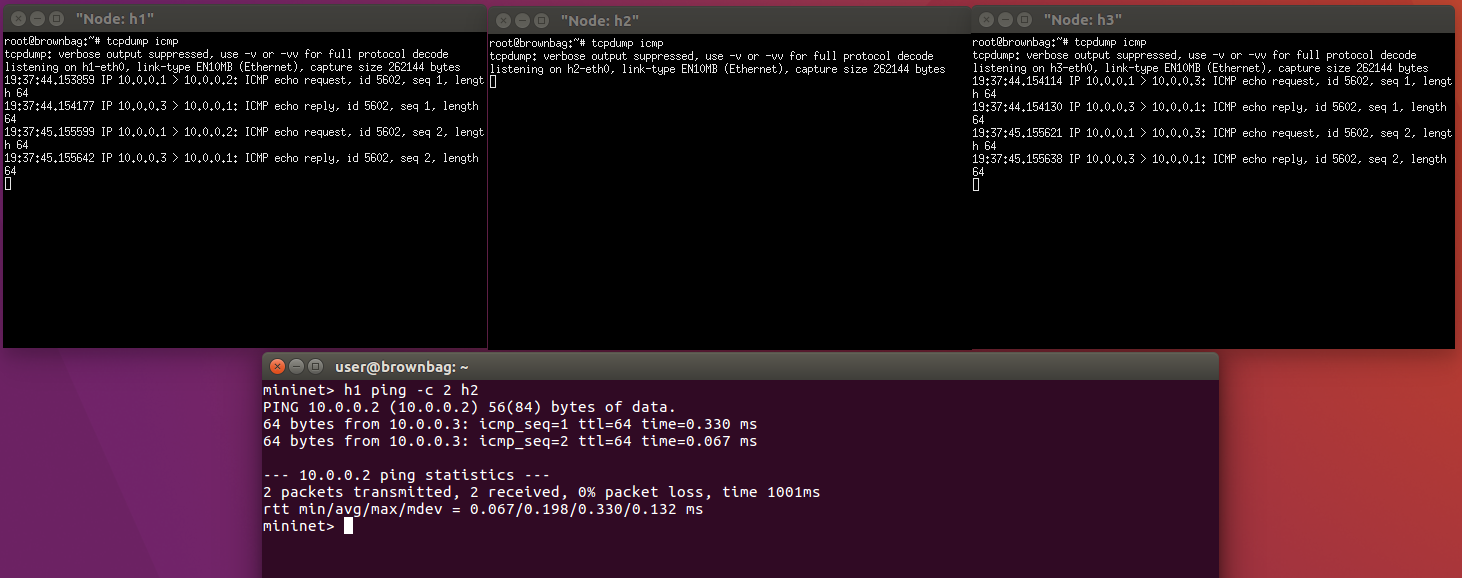 "Node: h1"
root@brownbag:~# tcpdump icmp
tcpdump: verbose output suppressed, use -v or -vv for full protocol decode
listening on h1-eth0, link-type EN10MB (Ethernet), capture size 262144 bytes
19:37:44.153859 IP 10.0.0.1 > 10.0.0.2: ICMP echo request, id 5602, seq 1, lengt
h 64
19:37:44.154177 IP 10.0.0.3 > 10.0.0.1: ICMP echo reply, id 5602, seq 1, length
64
19:37:45.155599 IP 10.0.0.1 > 10.0.0.2: ICMP echo request, id 5602, seq 2, lengt
h 64
19:37:45.155642 IP 10.0.0.3 > 10.0.0.1: ICMP echo reply, id 5602, seq 2, length
64
"Node: h2"
root@brownbag:~# tcpdump icmp
tcpdump: verbose output suppressed, use -v or -vv for full protocol decode
listening on h2-eth0, link-type EN10MB (Ethernet), capture size 262144 bytes
"Node: h3"
root@brownbag:~# tcpdump icmp
tcpdump: verbose output suppressed, use -v or -vv for full protocol decode
listening on h3-eth0, link-type EN10MB (Ethernet), capture size 262144 bytes
19:37:44.154114 IP 10.0.0.1 > 10.0.0.3: ICMP echo request, id 5602, seq 1, lengt
h 64
19:37:44.154130 IP 10.0.0.3 > 10.0.0.1: ICMP echo reply, id 5602, seq 1, length
64
19:37:45.155621 IP 10.0.0.1 > 10.0.0.3: ICMP echo request, id 5602, seq 2, lengt
h 64
19:37:45.155638 IP 10.0.0.3 > 10.0.0.1: ICMP echo reply, id 5602, seq 2, length
64
user@brownbag: ~
mininet> h1 ping -c 2 h2
PING 10.0.0.2 (10.0.0.2) 56(84) bytes of data.
64 bytes from 10.0.0.3: icmp_seq=1 ttl=64 time=0.330 ms
64 bytes from 10.0.0.3: icmp_seq=2 ttl=64 time=0.067 ms
--- 10.0.0.2 ping statistics ---
2 packets transmitted, 2 received, 0% packet loss, time 1001ms
rtt min/avg/max/mdev = 0.067/0.198/0.330/0.132 ms
mininet>